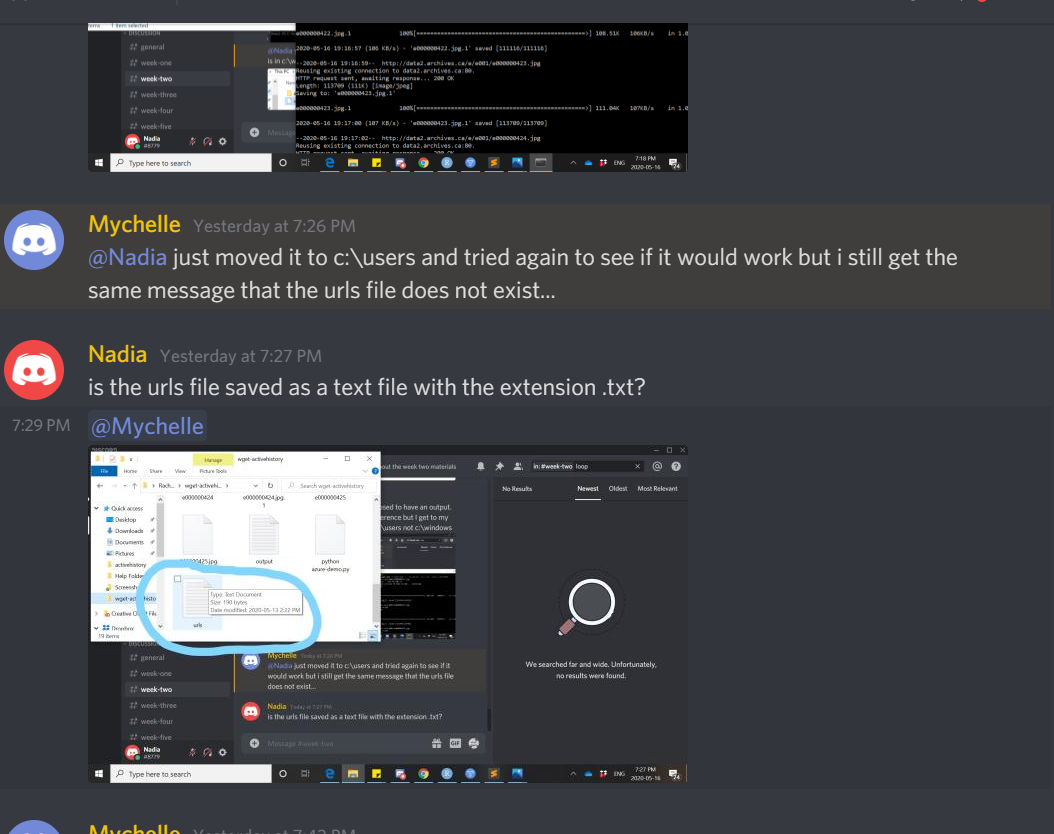 1 item selected
DISCUSSION
general
week-one
week-two
week-three
week-four
week-five
Nadia
#8779
@Nadia
is in c:\w
This PC
Message
e000000422.jpg.1 100%[=>] 108.51K 106KB/s in 1.0
2020-05-16 19:16:57 (106 KB/s) - 'e000000422.jpg.1' saved [111116/111116]
--2020-05-16 19:16:59-- http://data2.archives.ca/e/e001/e000000423.jpg
Reusing existing connection to data2.archives.ca:80.
HTTP request sent, awaiting response... 200 OK
Length: 113709 (111K) [image/jpeg]
Saving to: 'e000000423.jpg.1'
e000000423.jpg.1 100%[=>] 111.04K 107KB/s in 1.0
2020-05-16 19:17:00 (107 KB/s) - 'e000000423.jpg.1' saved [113709/113709]
--2020-05-16 19:17:02-- http://data2.archives.ca/e/e001/e000000424.jpg
Reusing existing connection to data2.archives.ca:80.
HTTP request sent, awaiting response... 200 OK
Type here to search
ENG
7:18 PM
2020-05-16
24
Mychelle Yesterday at 7:26 PM
@Nadia just moved it to c:\users and tried again to see if it would work but i still get the
same message that the urls file does not exist...
Nadia Yesterday at 7:27 PM
is the urls file saved as a text file with the extension .txt?
7:29 PM @Mychelle
DISCORD
Manage
wget-activehistory
File Home Share View Picture Tools
Rach... > wget-activehi... >
Search wget-activehistory
Quick access
Desktop
Downloads
Documents
Pictures
activehistory
Help Folder
Screensh
wget-activehisto
Creative Cloud File
Dropbox
19 items
e000000424
e000000424.jpg.
1
e000000425
e000000425.jpg
output
python
azure-demo.py
Type: Text Document
Size: 190 bytes
Date modified: 2020-05-13 2:22 PM
urls
out the week two materials
in:#week-two loop
osed to have an output.
erence but I get to my
\users not c:\windows
No Results
Newest
Oldest
Most Relevant
We searched far and wide. Unfortunately,
no results were found.
DISCUSSION
general
week-one
week-two
week-three
week-four
week-five
Nadia
#8779
Mychelle Today at 7:26 PM
@Nadia just moved it to c:\users and tried again to see if it
would work but i still get the same message that the urls file
does not exist...
Nadia Today at 7:27 PM
is the urls file saved as a text file with the extension .txt?
Message #week-two
GIF
Type here to search
ENG
7:27 PM
2020-05-16
24
Mychelle Yesterday at 7:42 PM